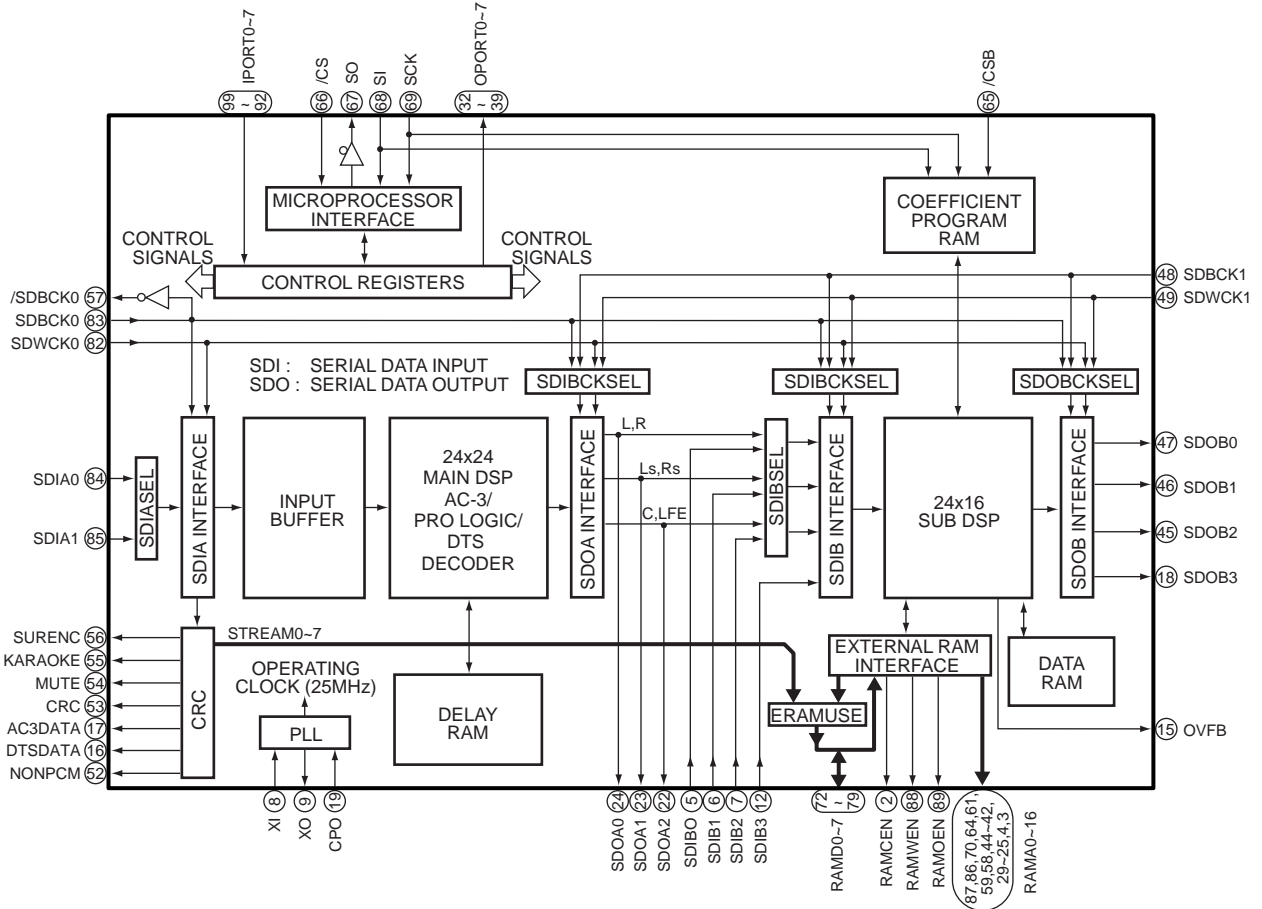 IPORT0~7
99
~
92
/CS
66
SO
67
SI
68
SCK
69
OPORT0~7
32
~
39
/CSB
65
MICROPROCESSOR
INTERFACE
COEFFICIENT
PROGRAM
RAM
CONTROL
SIGNALS
CONTROL REGISTERS
CONTROL
SIGNALS
48 SDBCK1
49 SDWCK1
/SDBCK0 57
SDBCK0 83
SDWCK0 82
SDI : SERIAL DATA INPUT
SDO : SERIAL DATA OUTPUT
SDIBCKSEL
SDIBCKSEL
SDOBCKSEL
SDIA0 84
SDIA1 85
SDIASEL
SDIA INTERFACE
INPUT
BUFFER
24x24
MAIN DSP
AC-3/
PRO LOGIC/
DTS
DECODER
SDOA INTERFACE
L,R
Ls,Rs
C,LFE
SDIBSEL
SDIB INTERFACE
24x16
SUB DSP
SDOB INTERFACE
47 SDOB0
46 SDOB1
45 SDOB2
18 SDOB3
SURENC 56
KARAOKE 55
MUTE 54
CRC 53
AC3DATA 17
DTSDATA 16
NONPCM 52
CRC
STREAM0~7
OPERATING
CLOCK (25MHz)
PLL
DELAY
RAM
EXTERNAL RAM
INTERFACE
ERAMUSE
DATA
RAM
15 OVFB
XI 8
XO 9
CPO 19
SDOA0 24
SDOA1 23
SDOA2 22
SDIBO 5
SDIB1 6
SDIB2 7
SDIB3 12
72
~
79
RAMD0~7
RAMCEN 2
RAMWEN 88
RAMOEN 89
87,86,70,64,61,
59,58,44~42,
29~25,4,3
RAMA0~16